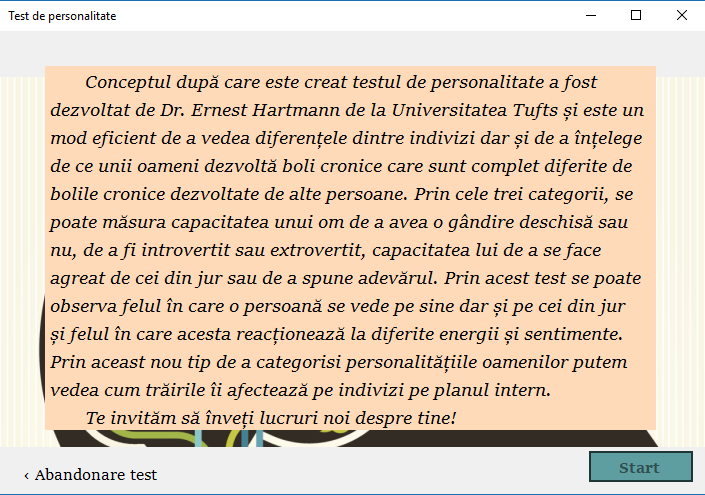 Test de personalitate
Conceptul după care este creat testul de personalitate a fost
dezvoltat de Dr. Ernest Hartmann de la Universitatea Tufts și este un
mod eficient de a vedea diferențele dintre indivizi dar și de a înțelege
de ce unii oameni dezvoltă boli cronice care sunt complet diferite de
bolile cronice dezvoltate de alte persoane. Prin cele trei categorii, se
poate măsura capacitatea unui om de a avea o gândire deschisă sau
nu, de a fi introvertit sau extrovertit, capacitatea lui de a se face
agreat de cei din jur sau de a spune adevărul. Prin acest test se poate
observa felul în care o persoană se vede pe sine dar și pe cei din jur
și felul în care acesta reacționează la diferite energii și sentimente.
Prin aceast nou tip de a categorisi personalitățiile oamenilor putem
vedea cum trăirile îi afectează pe indivizi pe planul intern.
Te invităm să înveți lucruri noi despre tine!
‹ Abandonare test
Start